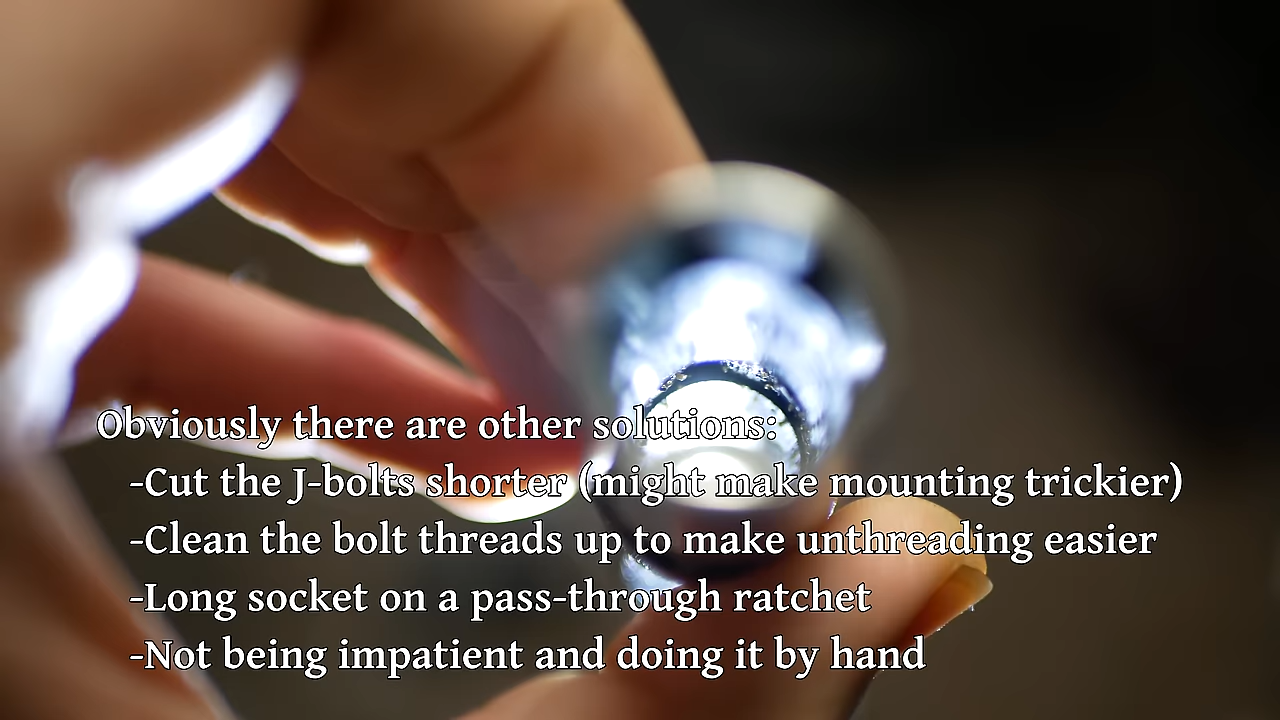 Obviously there are other solutions:
-Cut the J-bolts shorter (might make mounting trickier)
-Clean the bolt threads up to make unthreading easier
-Long socket on a pass-through ratchet
-Not being impatient and doing it by hand